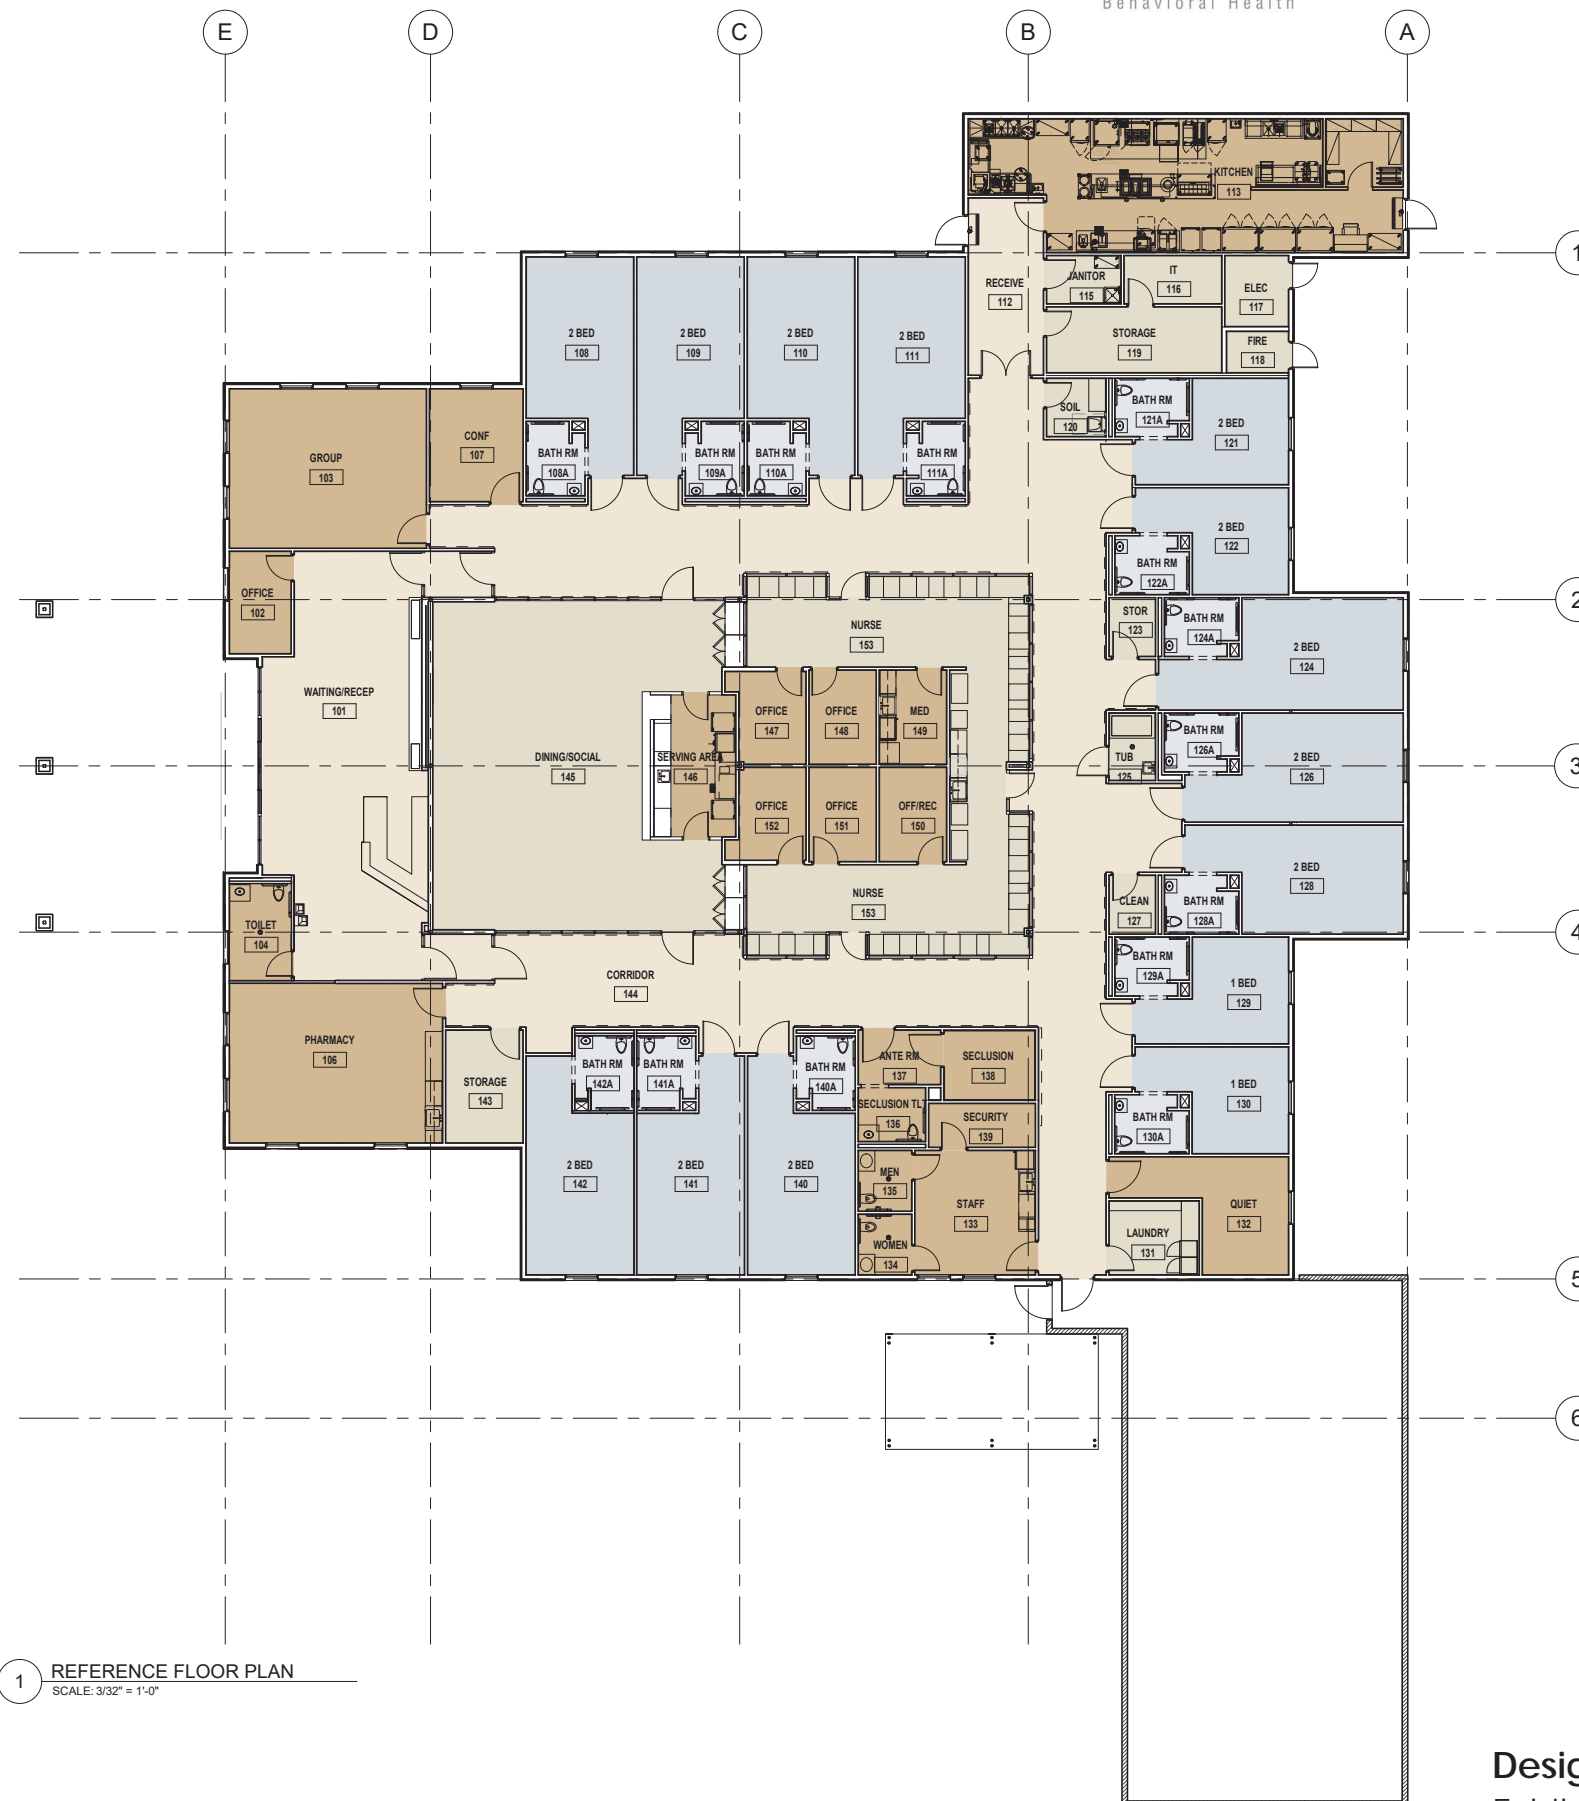 Behavioral Health
E
D
C
B
A
KITCHEN
113
1
RECEIVE
112
JANITOR
115
IT
116
ELEC
117
STORAGE
119
FIRE
118
2 BED
108
2 BED
109
2 BED
110
2 BED
111
SOIL
120
BATH RM
121A
2 BED
121
GROUP
103
CONF
107
BATH RM
108A
BATH RM
109A
BATH RM
110A
BATH RM
111A
2 BED
122
BATH RM
122A
OFFICE
102
2
STOR
123
BATH RM
124A
2 BED
124
NURSE
153
WAITING/RECEP
101
OFFICE
147
OFFICE
148
MED
149
DINING/SOCIAL
145
SERVING AREA
146
TUB
125
BATH RM
126A
2 BED
126
3
OFFICE
152
OFFICE
151
OFF/REC
150
2 BED
128
NURSE
153
CLEAN
127
BATH RM
128A
TOILET
104
4
CORRIDOR
144
BATH RM
129A
1 BED
129
PHARMACY
106
STORAGE
143
BATH RM
142A
BATH RM
141A
BATH RM
140A
ANTE RM
137
SECLUSION
138
SECLUSION TLT
136
SECURITY
139
1 BED
130
BATH RM
130A
2 BED
142
2 BED
141
2 BED
140
MEN
135
STAFF
133
WOMEN
134
QUIET
132
LAUNDRY
131
5
6
1
REFERENCE FLOOR PLAN
SCALE: 3/32" = 1'-0"
Desig